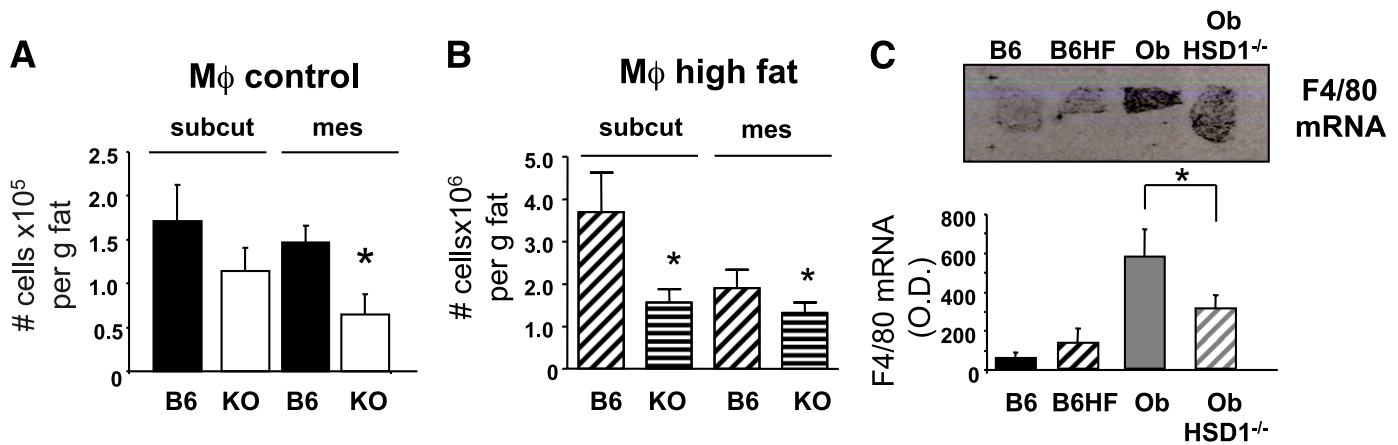 A
Mϕ control
subcut mes
# cells x10⁵
per g fat
2.5
2.0
1.5
1.0
0.5
0
*
B6 KO B6 KO
B
Mϕ high fat
subcut mes
# cellsx10⁶
per g fat
5.0
4.0
3.0
2.0
1.0
0
* *
B6 KO B6 KO
C
B6 B6HF Ob Ob
HSD1⁻/⁻
F4/80
mRNA
*
F4/80 mRNA
(O.D.)
800
600
400
200
0
B6 B6HF Ob Ob
HSD1⁻/⁻